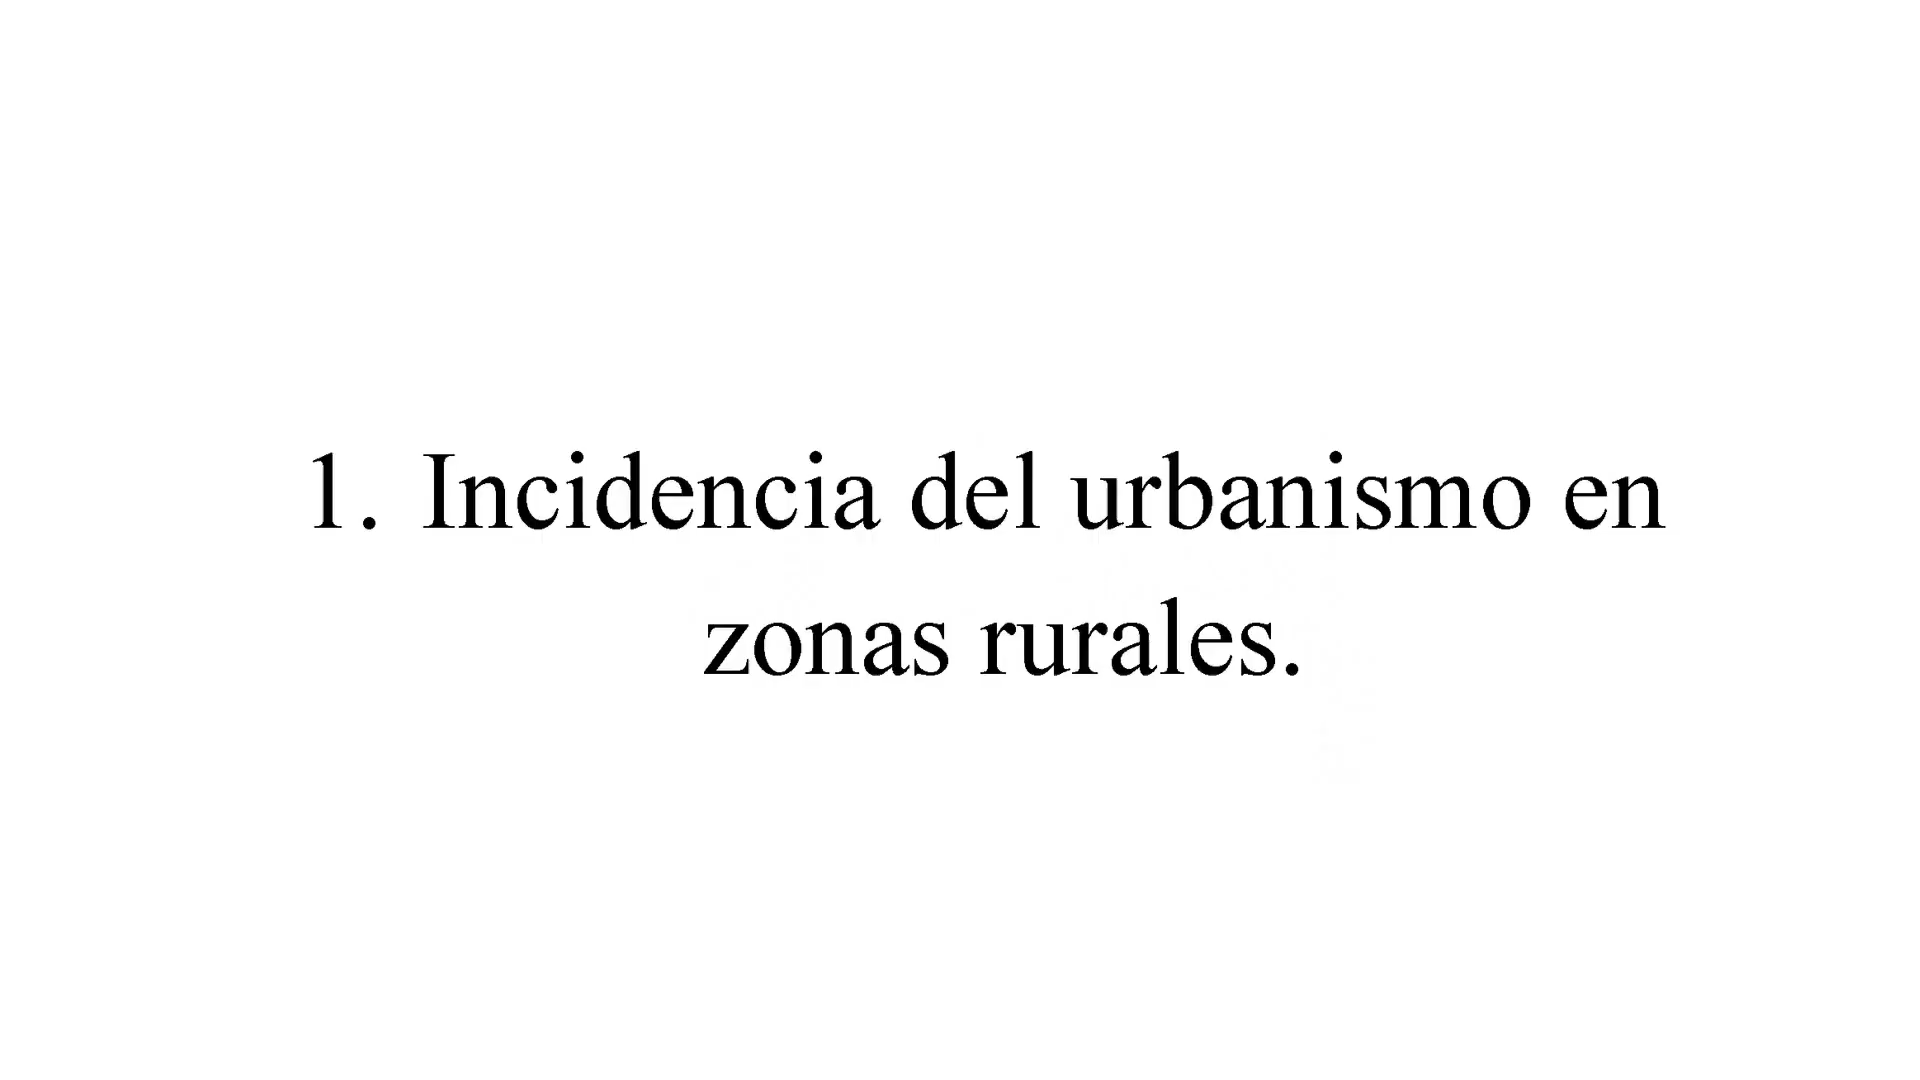 1. Incidencia del urbanismo en
zonas rurales.